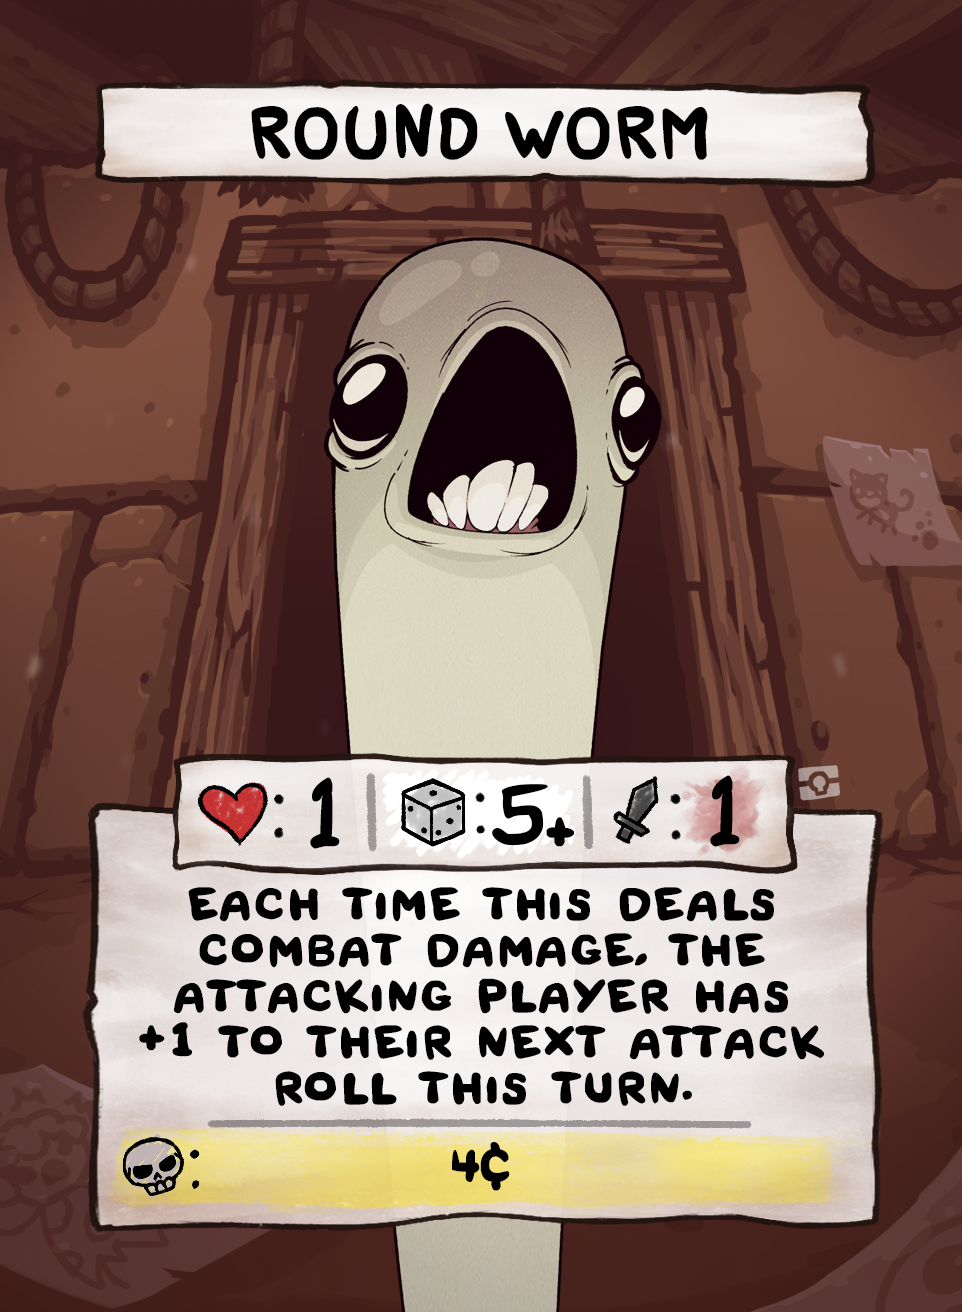 ROUND WORM
: 1 | : 5+ | : 1
EACH TIME THIS DEALS
COMBAT DAMAGE, THE
ATTACKING PLAYER HAS
+1 TO THEIR NEXT ATTACK
ROLL THIS TURN.
: 4¢